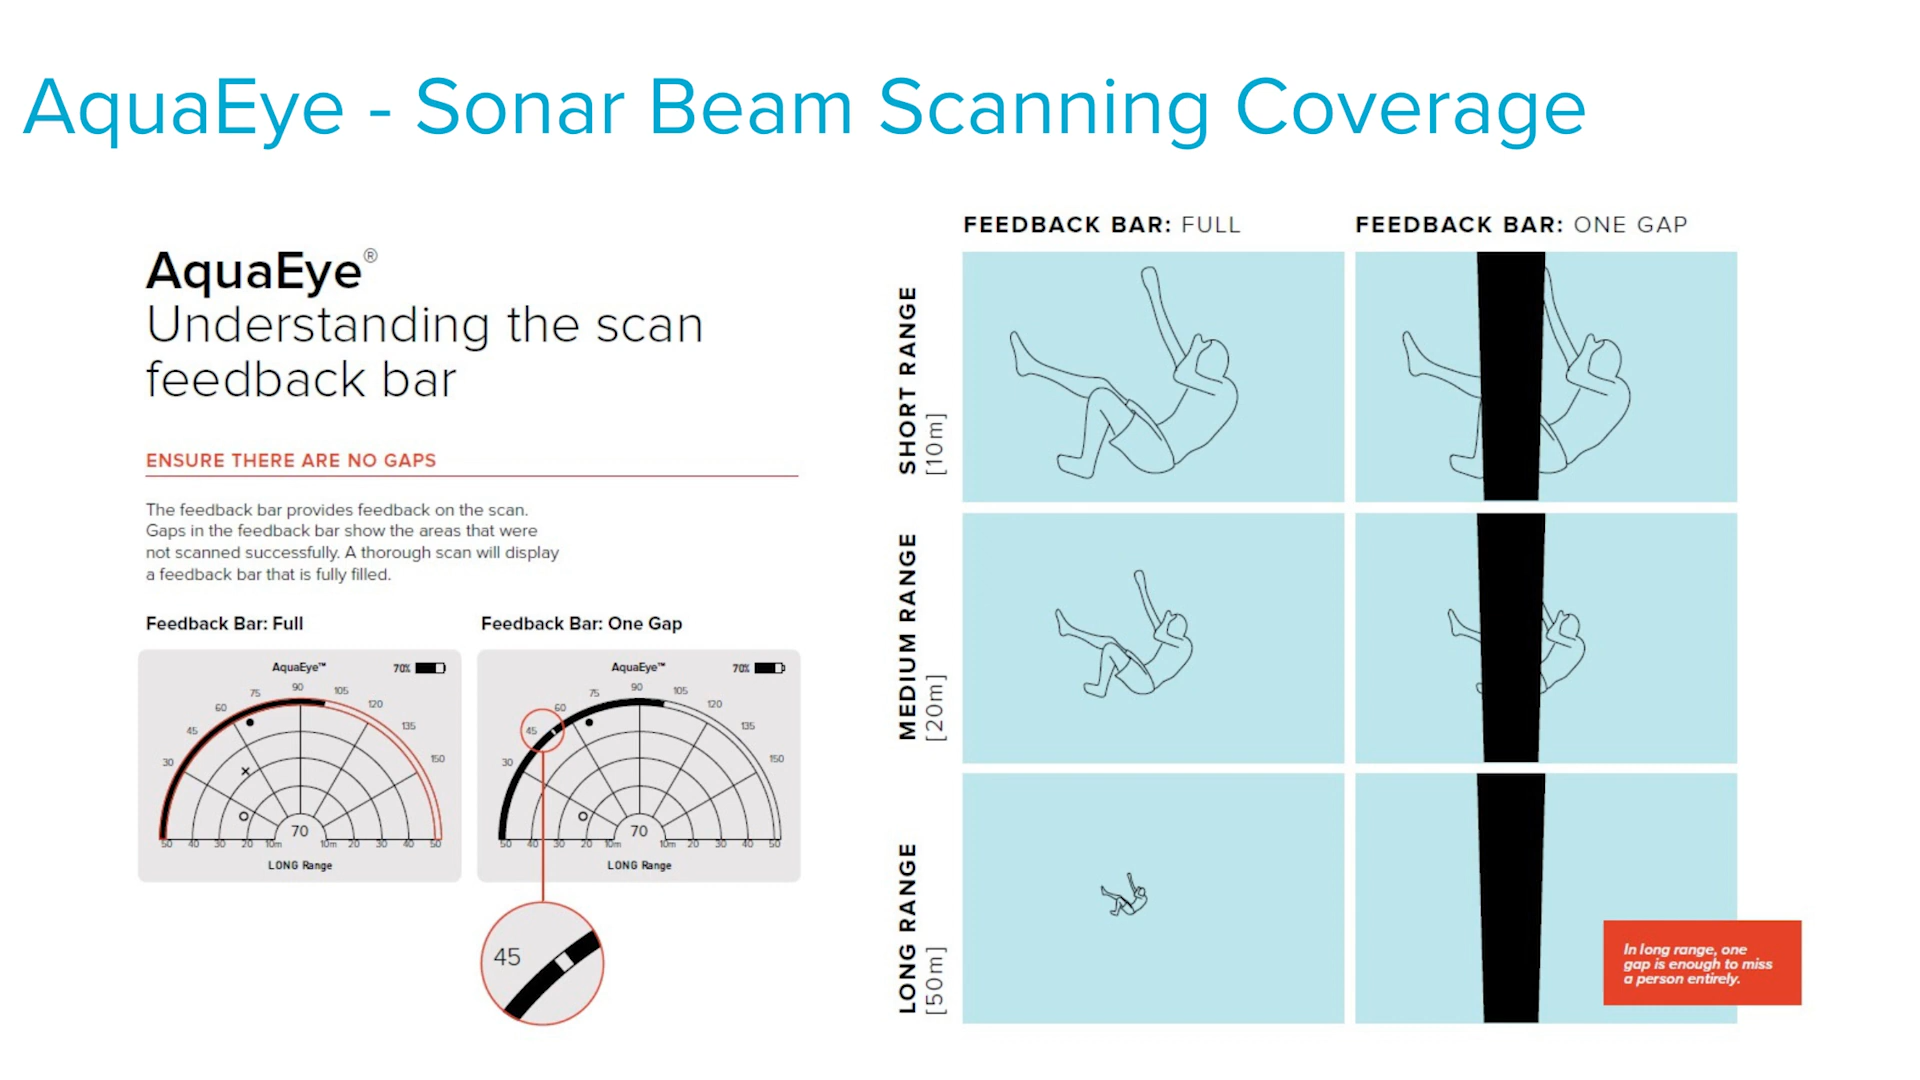 AquaEye - Sonar Beam Scanning Coverage
AquaEye®
Understanding the scan
feedback bar
ENSURE THERE ARE NO GAPS
The feedback bar provides feedback on the scan.
Gaps in the feedback bar show the areas that were
not scanned successfully. A thorough scan will display
a feedback bar that is fully filled.
Feedback Bar: Full
AquaEye™ 70%
30 45 60 75 90 105 120 135 150
70
50 40 30 20 10m 10m 20 30 40 50
LONG Range
Feedback Bar: One Gap
AquaEye™ 70%
30 45 60 75 90 105 120 135 150
70
50 40 30 20 10m 10m 20 30 40 50
LONG Range
45
FEEDBACK BAR: FULL
FEEDBACK BAR: ONE GAP
SHORT RANGE
[10m]
MEDIUM RANGE
[20m]
LONG RANGE
[50m]
In long range, one
gap is enough to miss
a person entirely.